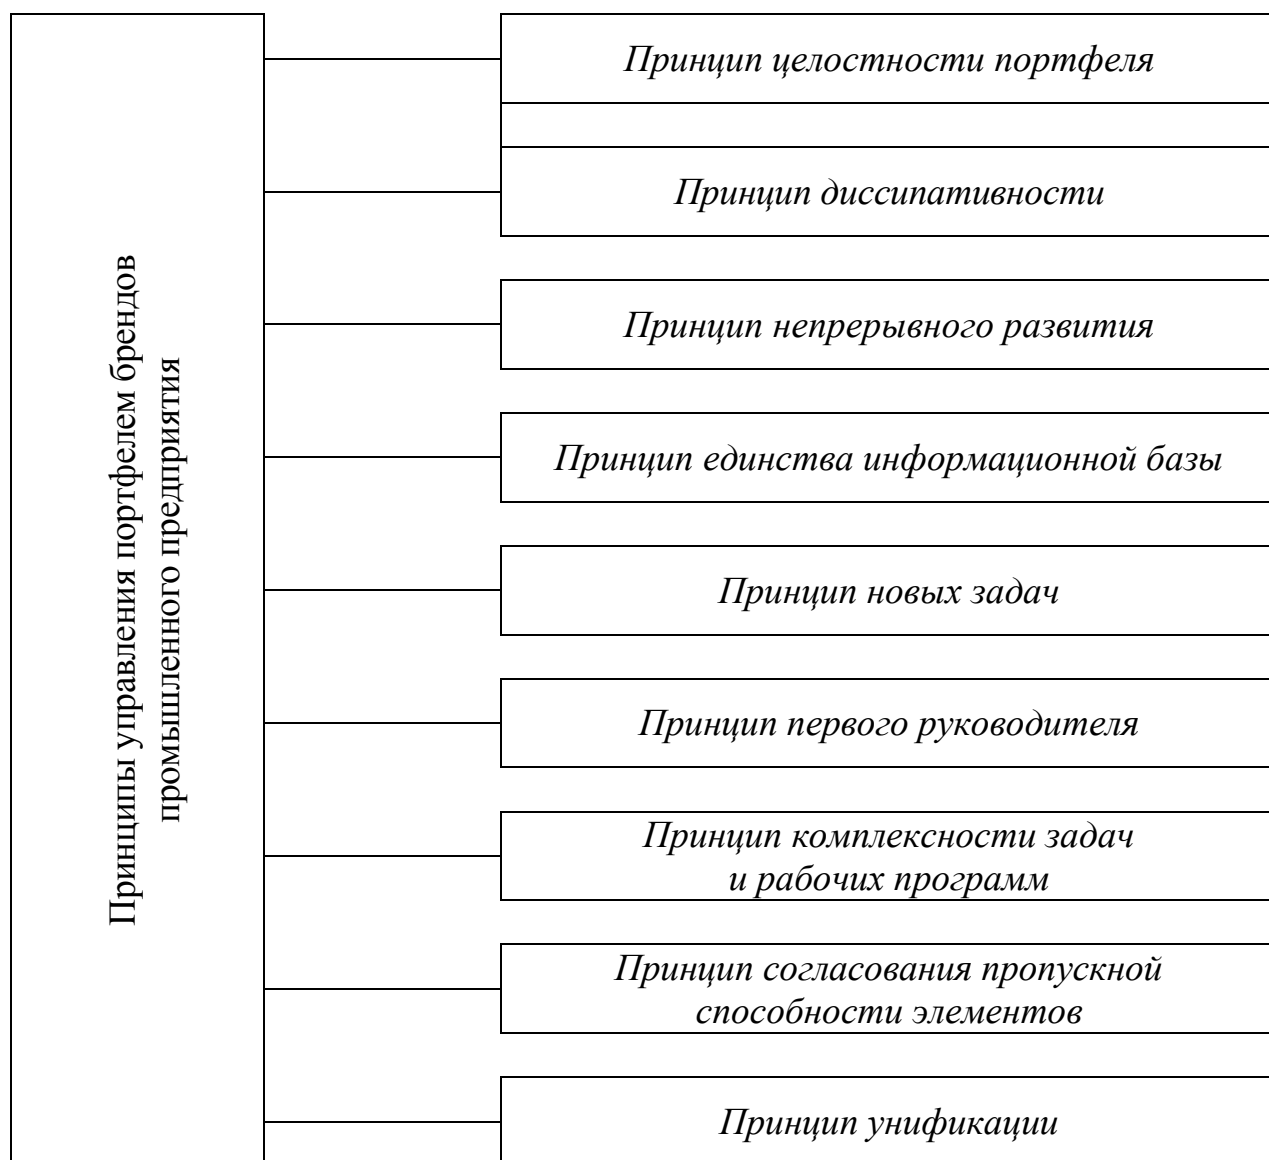 Принципы управления портфелем брендов
промышленного предприятия
Принцип целостности портфеля
Принцип диссипативности
Принцип непрерывного развития
Принцип единства информационной базы
Принцип новых задач
Принцип первого руководителя
Принцип комплексности задач
и рабочих программ
Принцип согласования пропускной
способности элементов
Принцип унификации